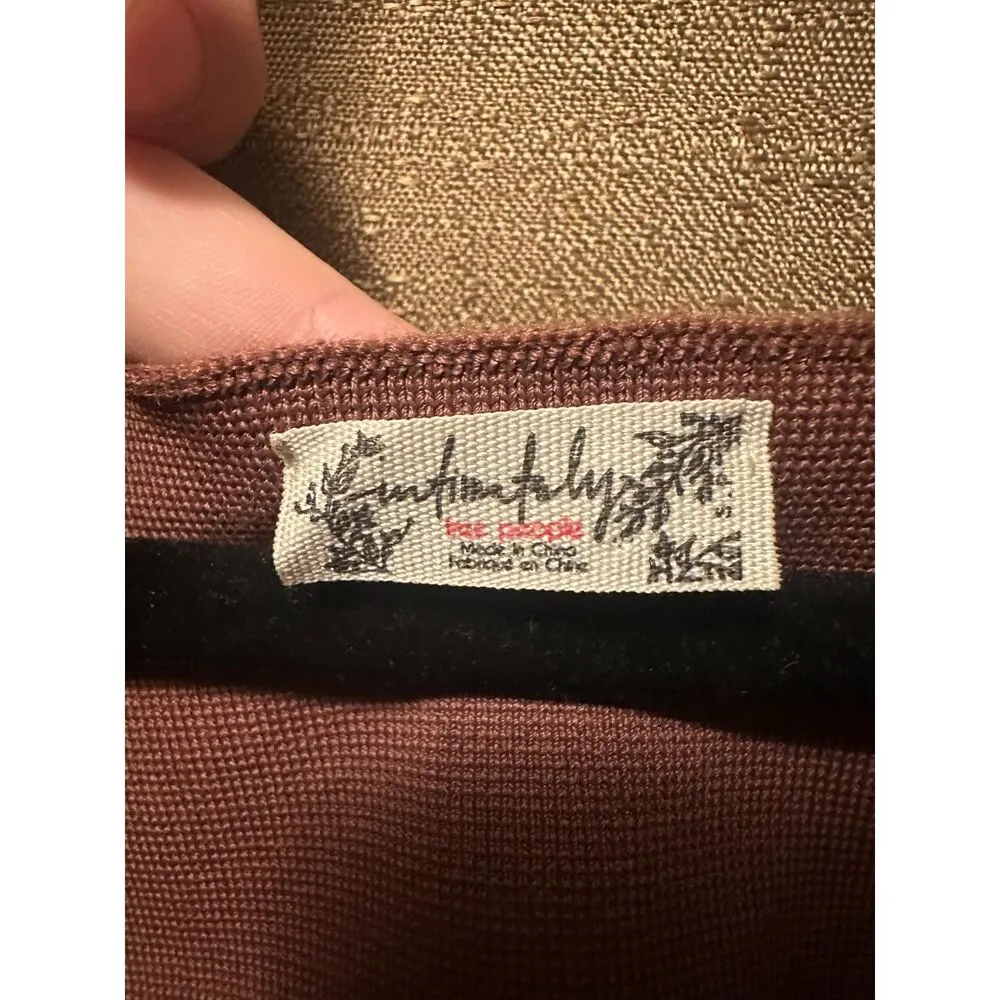 intimately
free people
Made in China
Fabriqué en Chine
S.P